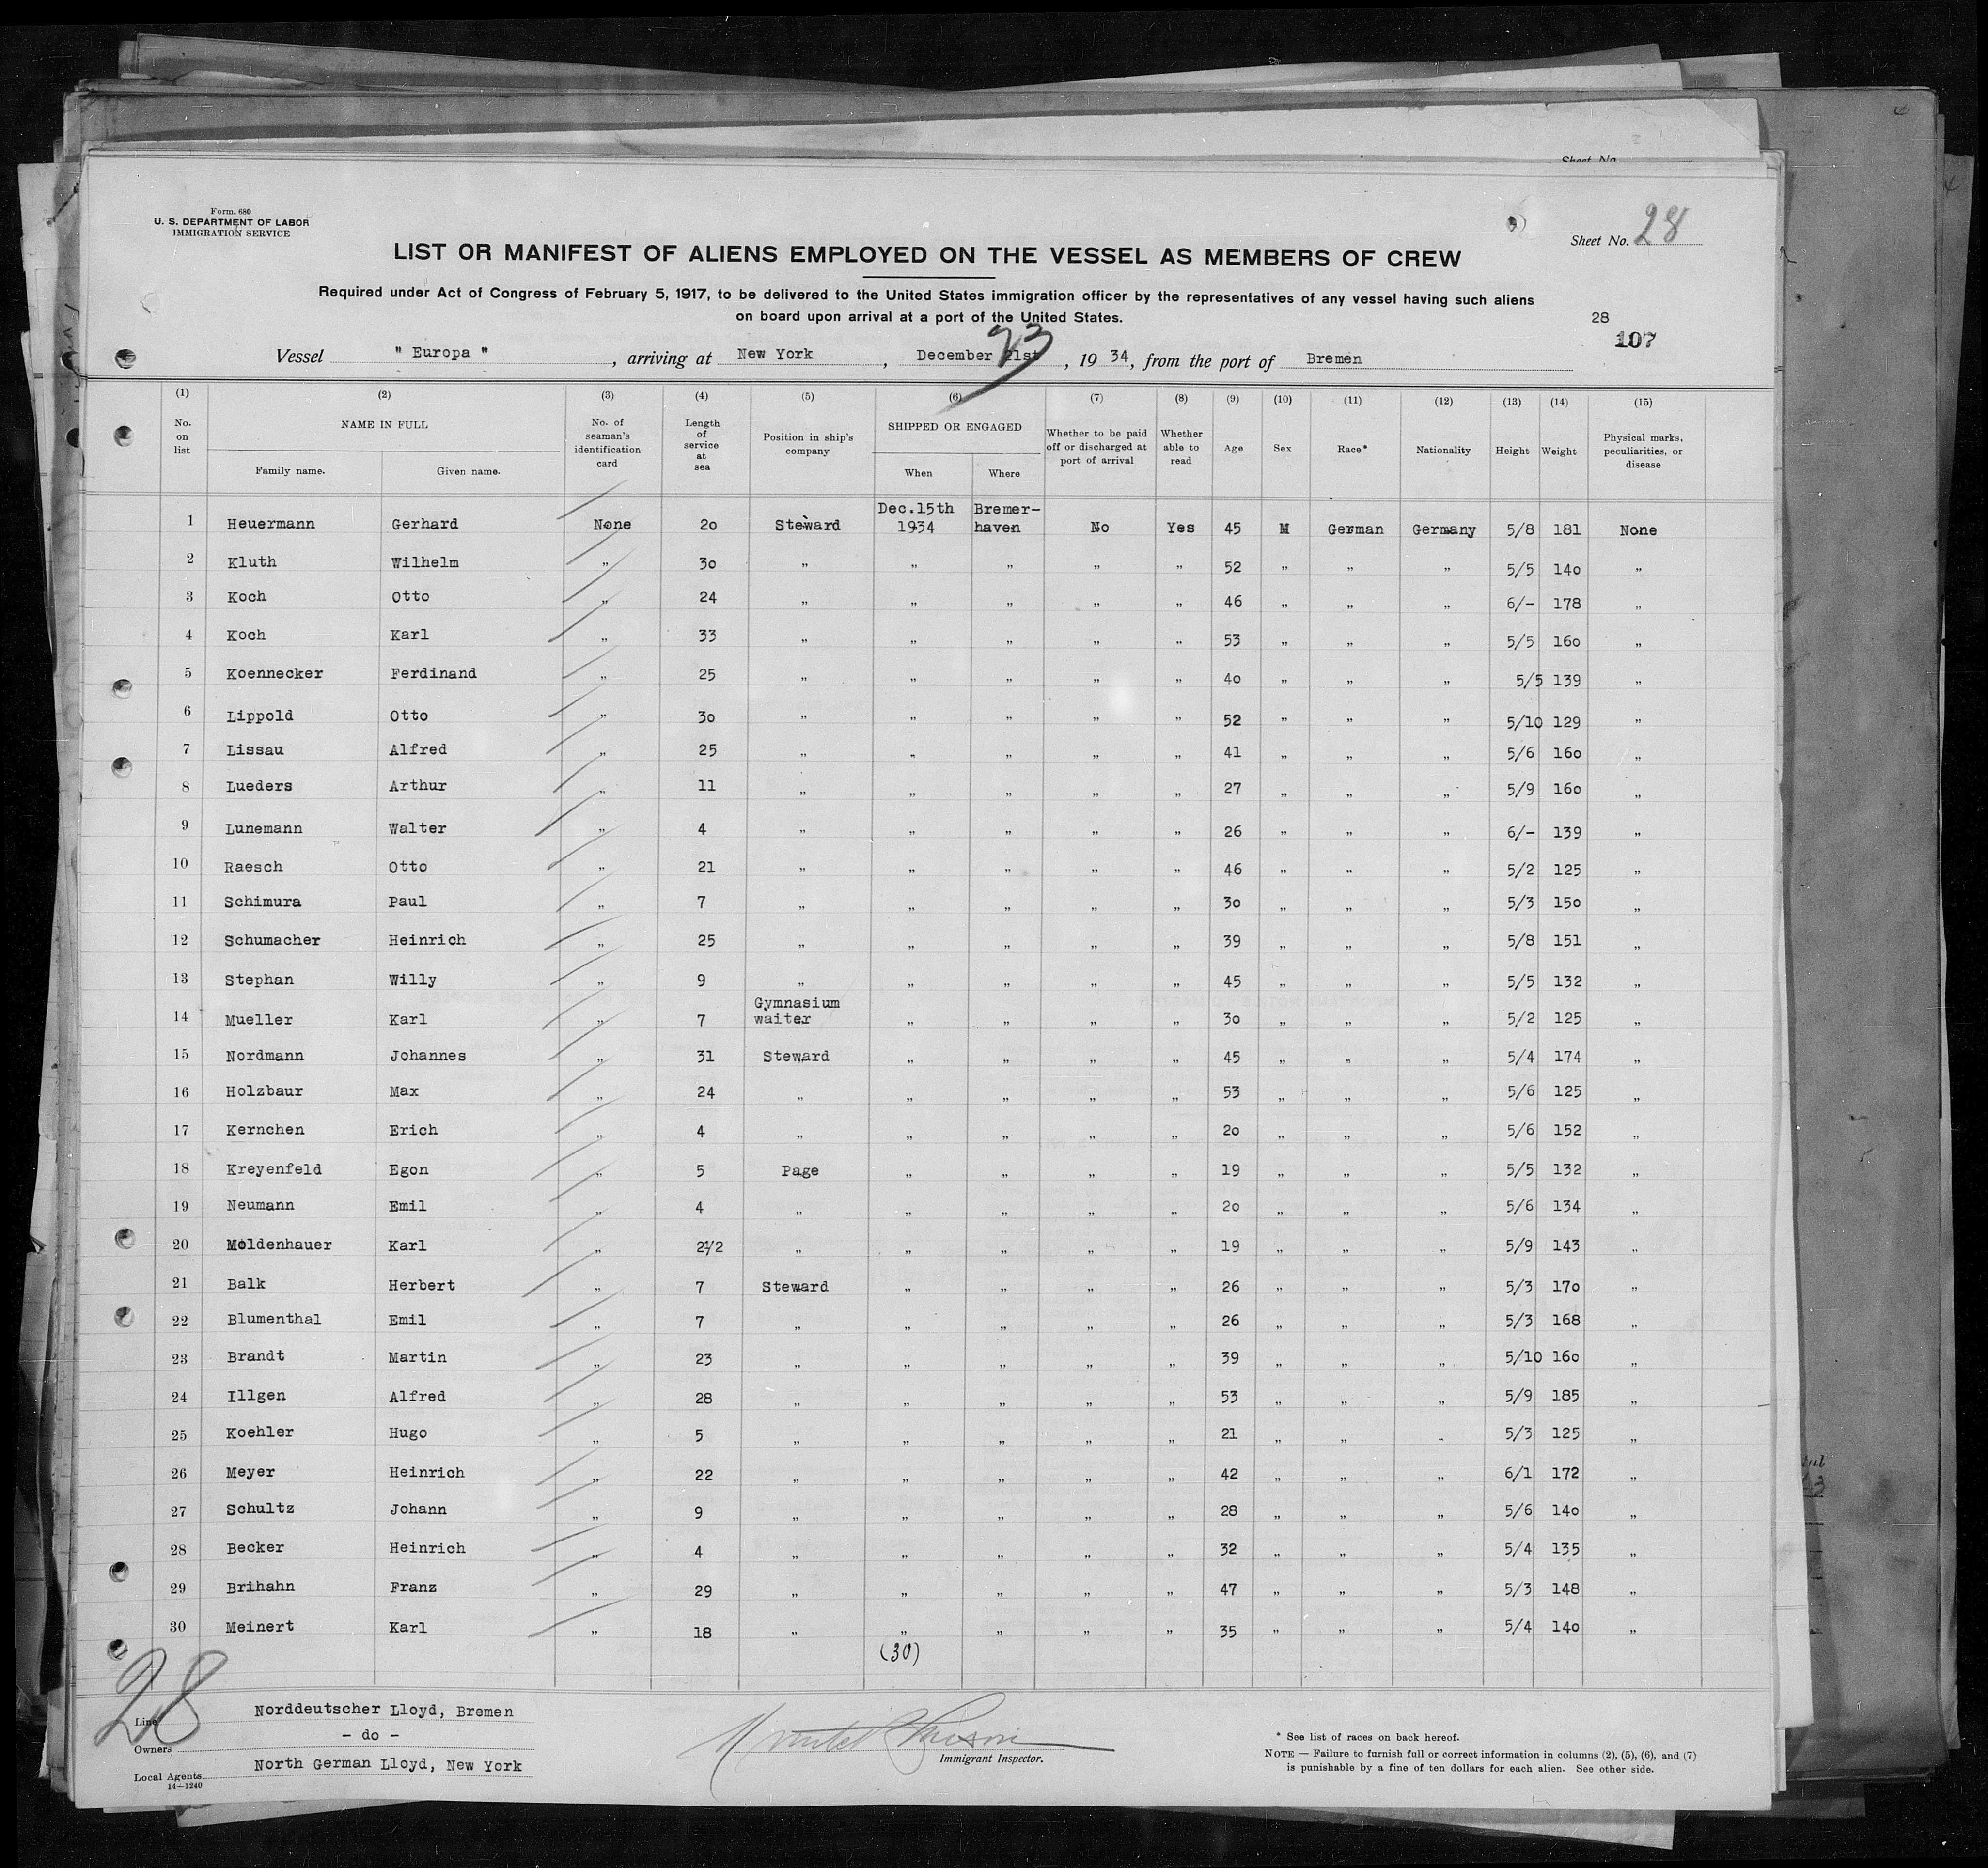 Sheet No.
Form. 680
U. S. DEPARTMENT OF LABOR
IMMIGRATION SERVICE
Sheet No. 28
LIST OR MANIFEST OF ALIENS EMPLOYED ON THE VESSEL AS MEMBERS OF CREW
Required under Act of Congress of February 5, 1917, to be delivered to the United States immigration officer by the representatives of any vessel having such aliens
on board upon arrival at a port of the United States.
28
107
23
Vessel " Europa ", arriving at New York, December 21st, 1934, from the port of Bremen
(1) (2) (3) (4) (5) (6) (7) (8) (9) (10) (11) (12) (13) (14) (15)
No. on list NAME IN FULL Family name. Given name. No. of seaman's identification card Length of service at sea Position in ship's company SHIPPED OR ENGAGED When Where Whether to be paid off or discharged at port of arrival Whether able to read Age Sex Race* Nationality Height Weight Physical marks, peculiarities, or disease
1 Heuermann Gerhard None 20 Steward Dec.15th 1934 Bremer-haven No Yes 45 M German Germany 5/8 181 None
2 Kluth Wilhelm " 30 " " " " " 52 " " " 5/5 140 "
3 Koch Otto " 24 " " " " " 46 " " " 6/- 178 "
4 Koch Karl " 33 " " " " " 53 " " " 5/5 160 "
5 Koennecker Ferdinand " 25 " " " " " 40 " " " 5/5 139 "
6 Lippold Otto " 30 " " " " " 52 " " " 5/10 129 "
7 Lissau Alfred " 25 " " " " " 41 " " " 5/6 160 "
8 Lueders Arthur " 11 " " " " " 27 " " " 5/9 160 "
9 Lunemann Walter " 4 " " " " " 26 " " " 6/- 139 "
10 Raesch Otto " 21 " " " " " 46 " " " 5/2 125 "
11 Schimura Paul " 7 " " " " " 30 " " " 5/3 150 "
12 Schumacher Heinrich " 25 " " " " " 39 " " " 5/8 151 "
13 Stephan Willy " 9 " " " " " 45 " " " 5/5 132 "
14 Mueller Karl " 7 Gymnasium waiter " " " " 30 " " " 5/2 125 "
15 Nordmann Johannes " 31 Steward " " " " 45 " " " 5/4 174 "
16 Holzbaur Max " 24 " " " " " 53 " " " 5/6 125 "
17 Kernchen Erich " 4 " " " " " 20 " " " 5/6 152 "
18 Kreyenfeld Egon " 5 Page " " " " 19 " " " 5/5 132 "
19 Neumann Emil " 4 " " " " " 20 " " " 5/6 134 "
20 Moldenhauer Karl " 21/2 " " " " " 19 " " " 5/9 143 "
21 Balk Herbert " 7 Steward " " " " 26 " " " 5/3 170 "
22 Blumenthal Emil " 7 " " " " " 26 " " " 5/3 168 "
23 Brandt Martin " 23 " " " " " 39 " " " 5/10 160 "
24 Illgen Alfred " 28 " " " " " 53 " " " 5/9 185 "
25 Koehler Hugo " 5 " " " " " 21 " " " 5/3 125 "
26 Meyer Heinrich " 22 " " " " " 42 " " " 6/1 172 "
27 Schultz Johann " 9 " " " " " 28 " " " 5/6 140 "
28 Becker Heinrich " 4 " " " " " 32 " " " 5/4 135 "
29 Brihahn Franz " 29 " " " " " 47 " " " 5/3 148 "
30 Meinert Karl " 18 " " " " " 35 " " " 5/4 140 "
(30)
28
Line Norddeutscher Lloyd, Bremen
Owners - do -
Local Agents North German Lloyd, New York
14—1240
Immigrant Inspector.
* See list of races on back hereof.
NOTE — Failure to furnish full or correct information in columns (2), (5), (6), and (7)
is punishable by a fine of ten dollars for each alien. See other side.